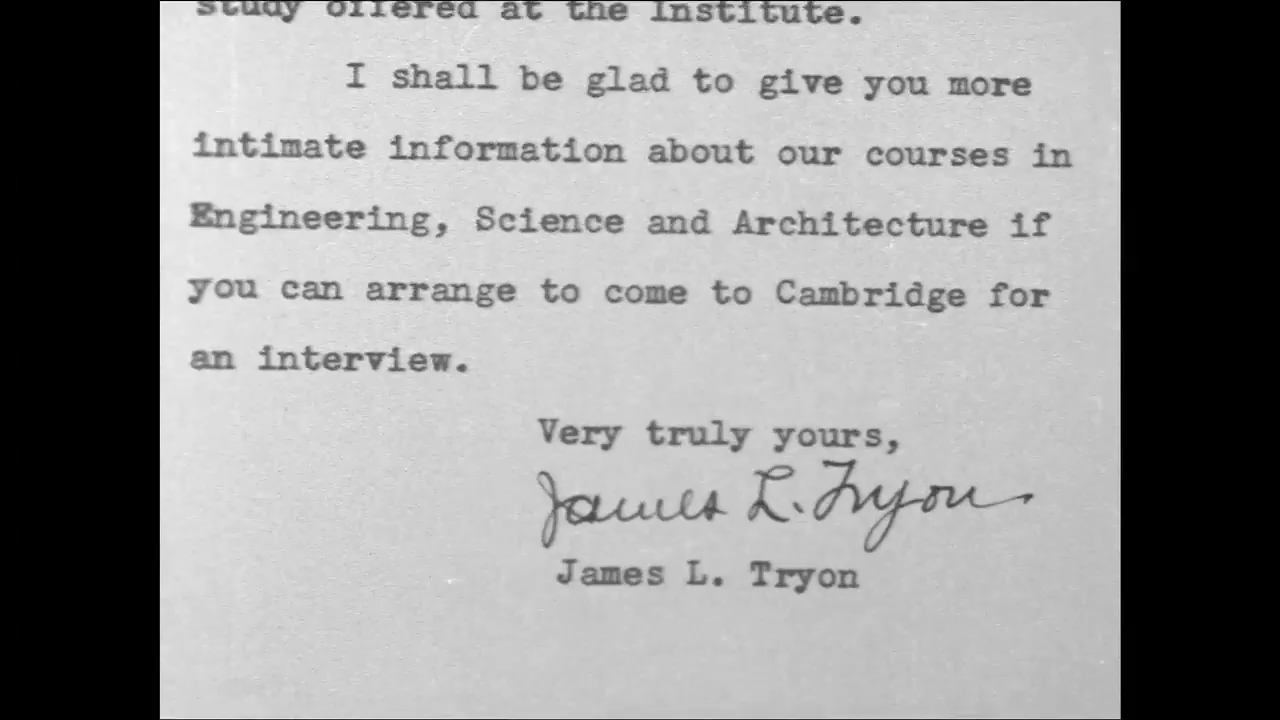 study offered at the Institute.
I shall be glad to give you more
intimate information about our courses in
Engineering, Science and Architecture if
you can arrange to come to Cambridge for
an interview.
Very truly yours,
James L. Tryon
James L. Tryon